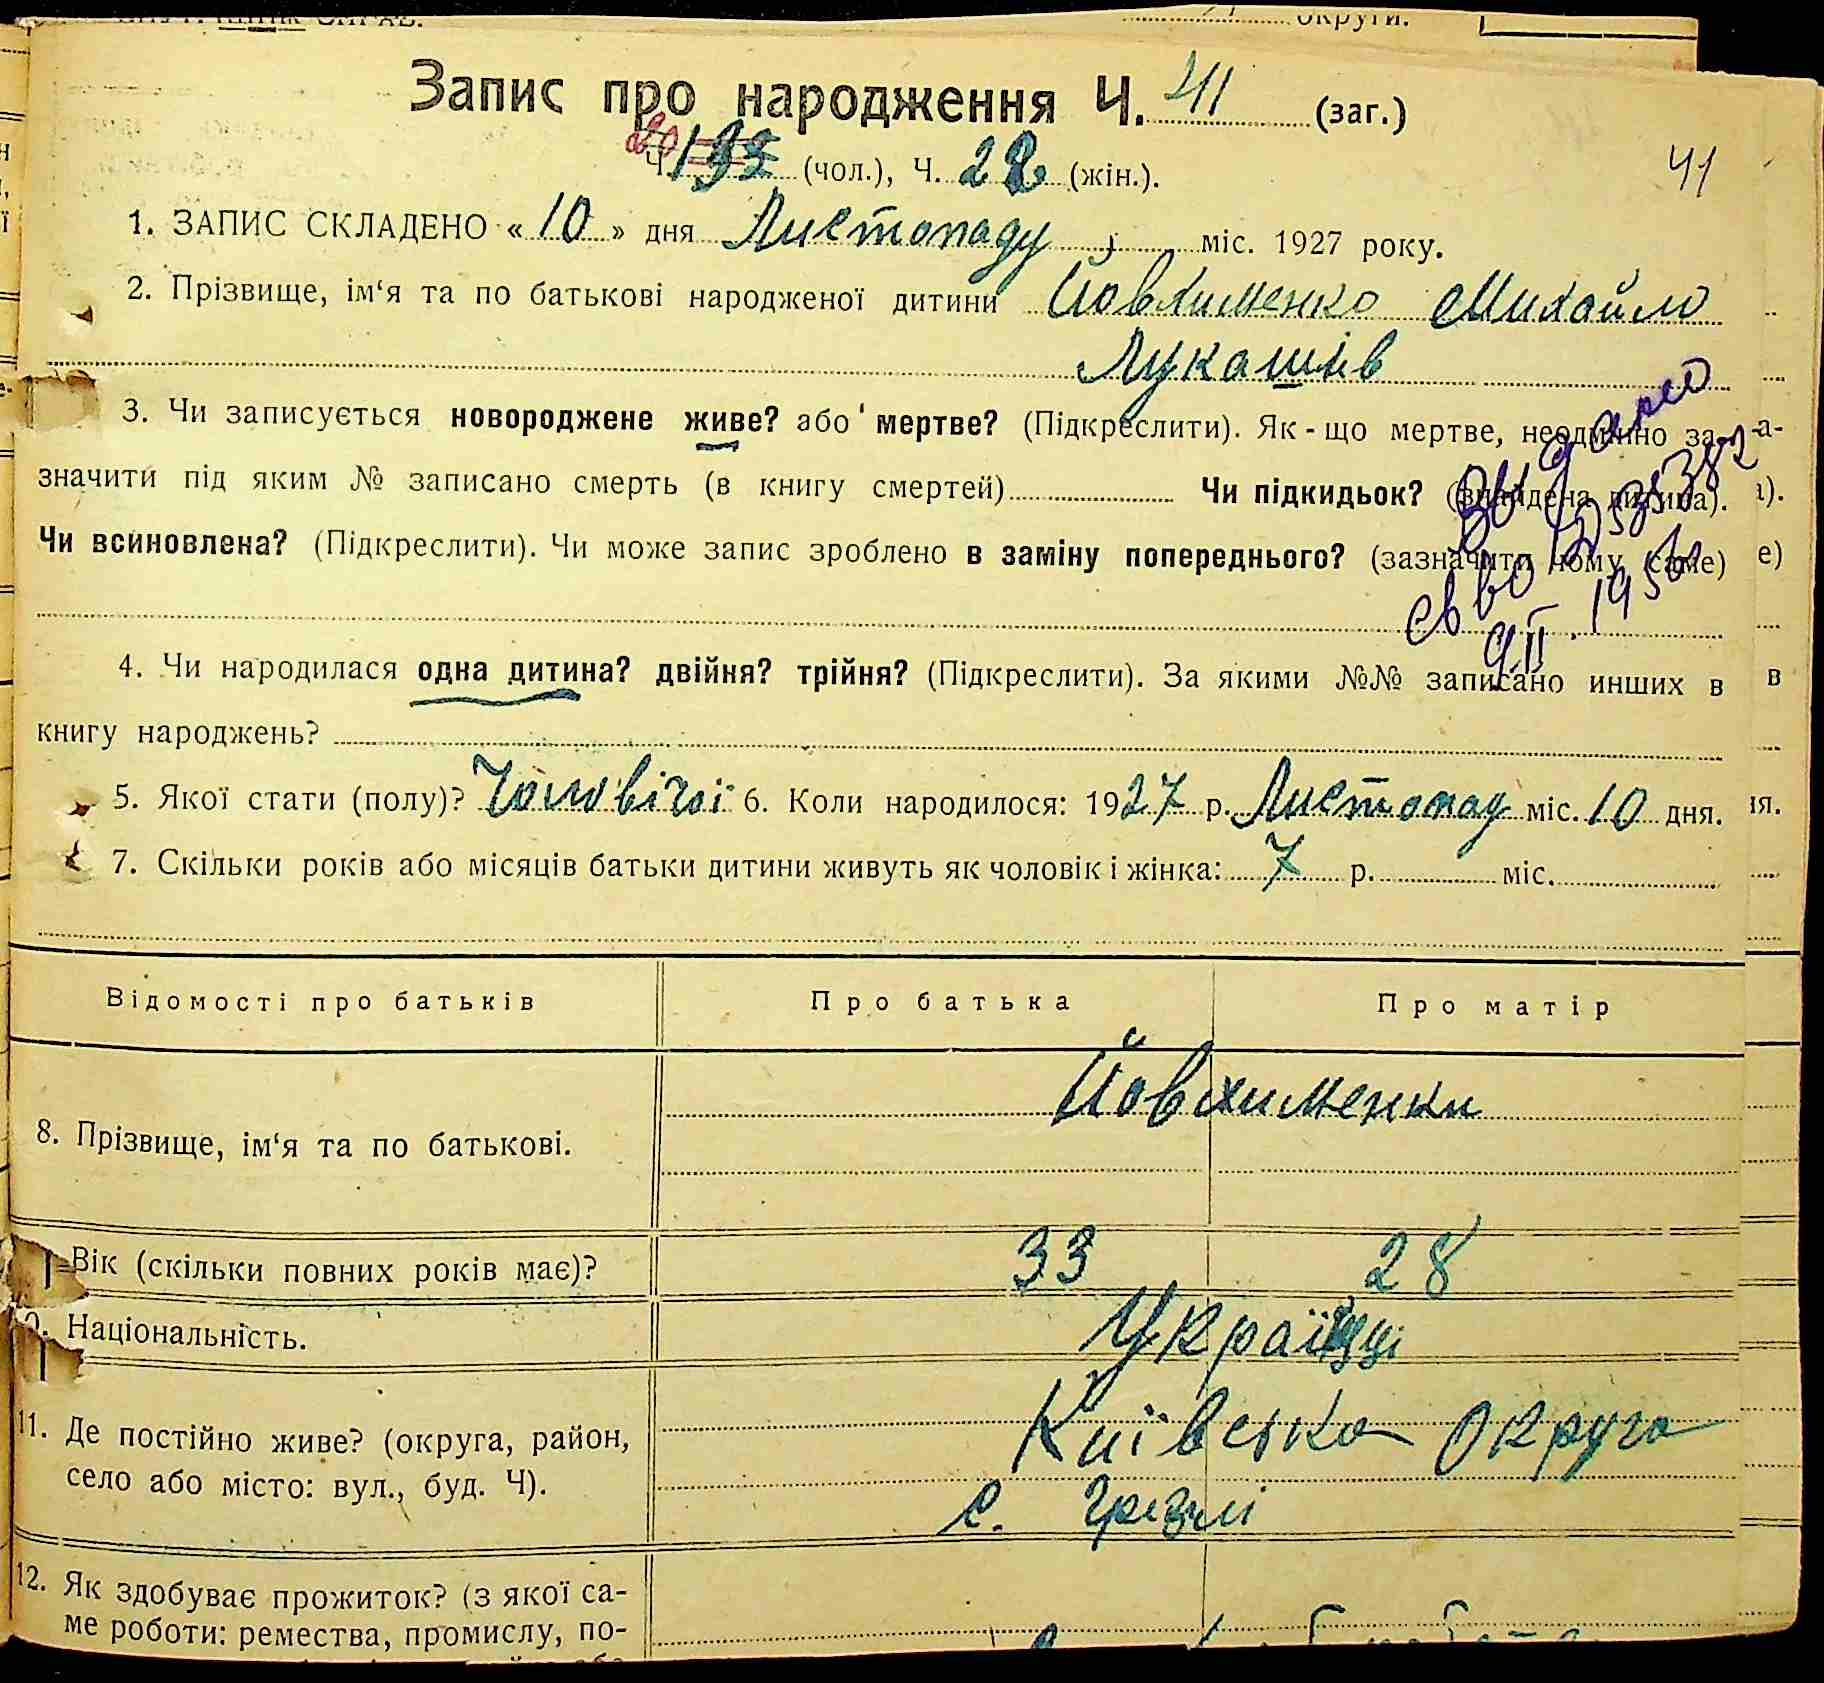 округи.
Запис про народження Ч. 41 (заг.)
Ч. (чол.), Ч. 22 (жін.).
41
1. ЗАПИС СКЛАДЕНО « 10 » дня Листопаду міс. 1927 року.
2. Прізвище, ім'я та по батькові народженої дитини Йовхименко Михайло
Лукашів
3. Чи записується новороджене живе? або мертве? (Підкреслити). Як-що мертве, неодмінно за-
значити під яким № записано смерть (в книгу смертей) Чи підкидьок? (знайдена дитина).
Чи всиновлена? (Підкреслити). Чи може запис зроблено в заміну попереднього? (зазначити чому саме)
4. Чи народилася одна дитина? двійня? трійня? (Підкреслити). За якими №№ записано инших в
книгу народжень?
5. Якої стати (полу)? Чоловічої 6. Коли народилося: 1927 р. Листопад міс. 10 дня.
7. Скільки років або місяців батьки дитини живуть як чоловік і жінка: 7 р. міс.
Відомості про батьків Про батька Про матір
8. Прізвище, ім'я та по батькові. Йовхименки
Вік (скільки повних років має)? 33 28
Національність. Українці
11. Де постійно живе? (округа, район, Київська округа
село або місто: вул., буд. Ч). с.
12. Як здобуває прожиток? (з якої са-
ме роботи: ремества, промислу, по-